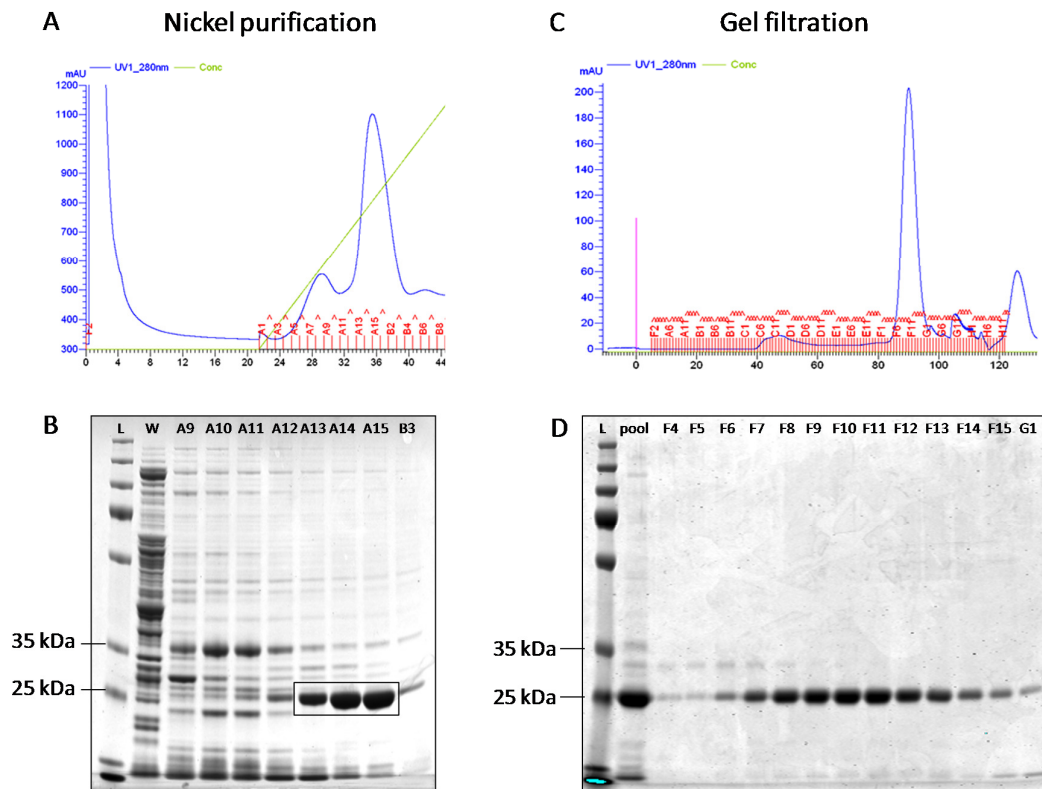 A Nickel purification
mAU UV1_280nm Conc
1200
1100
1000
900
800
700
600
500
400
300
A1 A3 A5 A7 A9 A11 A13 A15 B2 B4 B6 B8
0 4 8 12 16 20 24 28 32 36 40 44
B
L W A9 A10 A11 A12 A13 A14 A15 B3
35 kDa
25 kDa
C Gel filtration
mAU UV1_280nm Conc
200
180
160
140
120
100
80
60
40
20
0
F2 A6 A11 B1 B6 B11 C1 C6 C11 D1 D6 D11 E1 E6 E11 F1 F6 F11
0 20 40 60 80 100 120
D
L pool F4 F5 F6 F7 F8 F9 F10 F11 F12 F13 F14 F15 G1
35 kDa
25 kDa